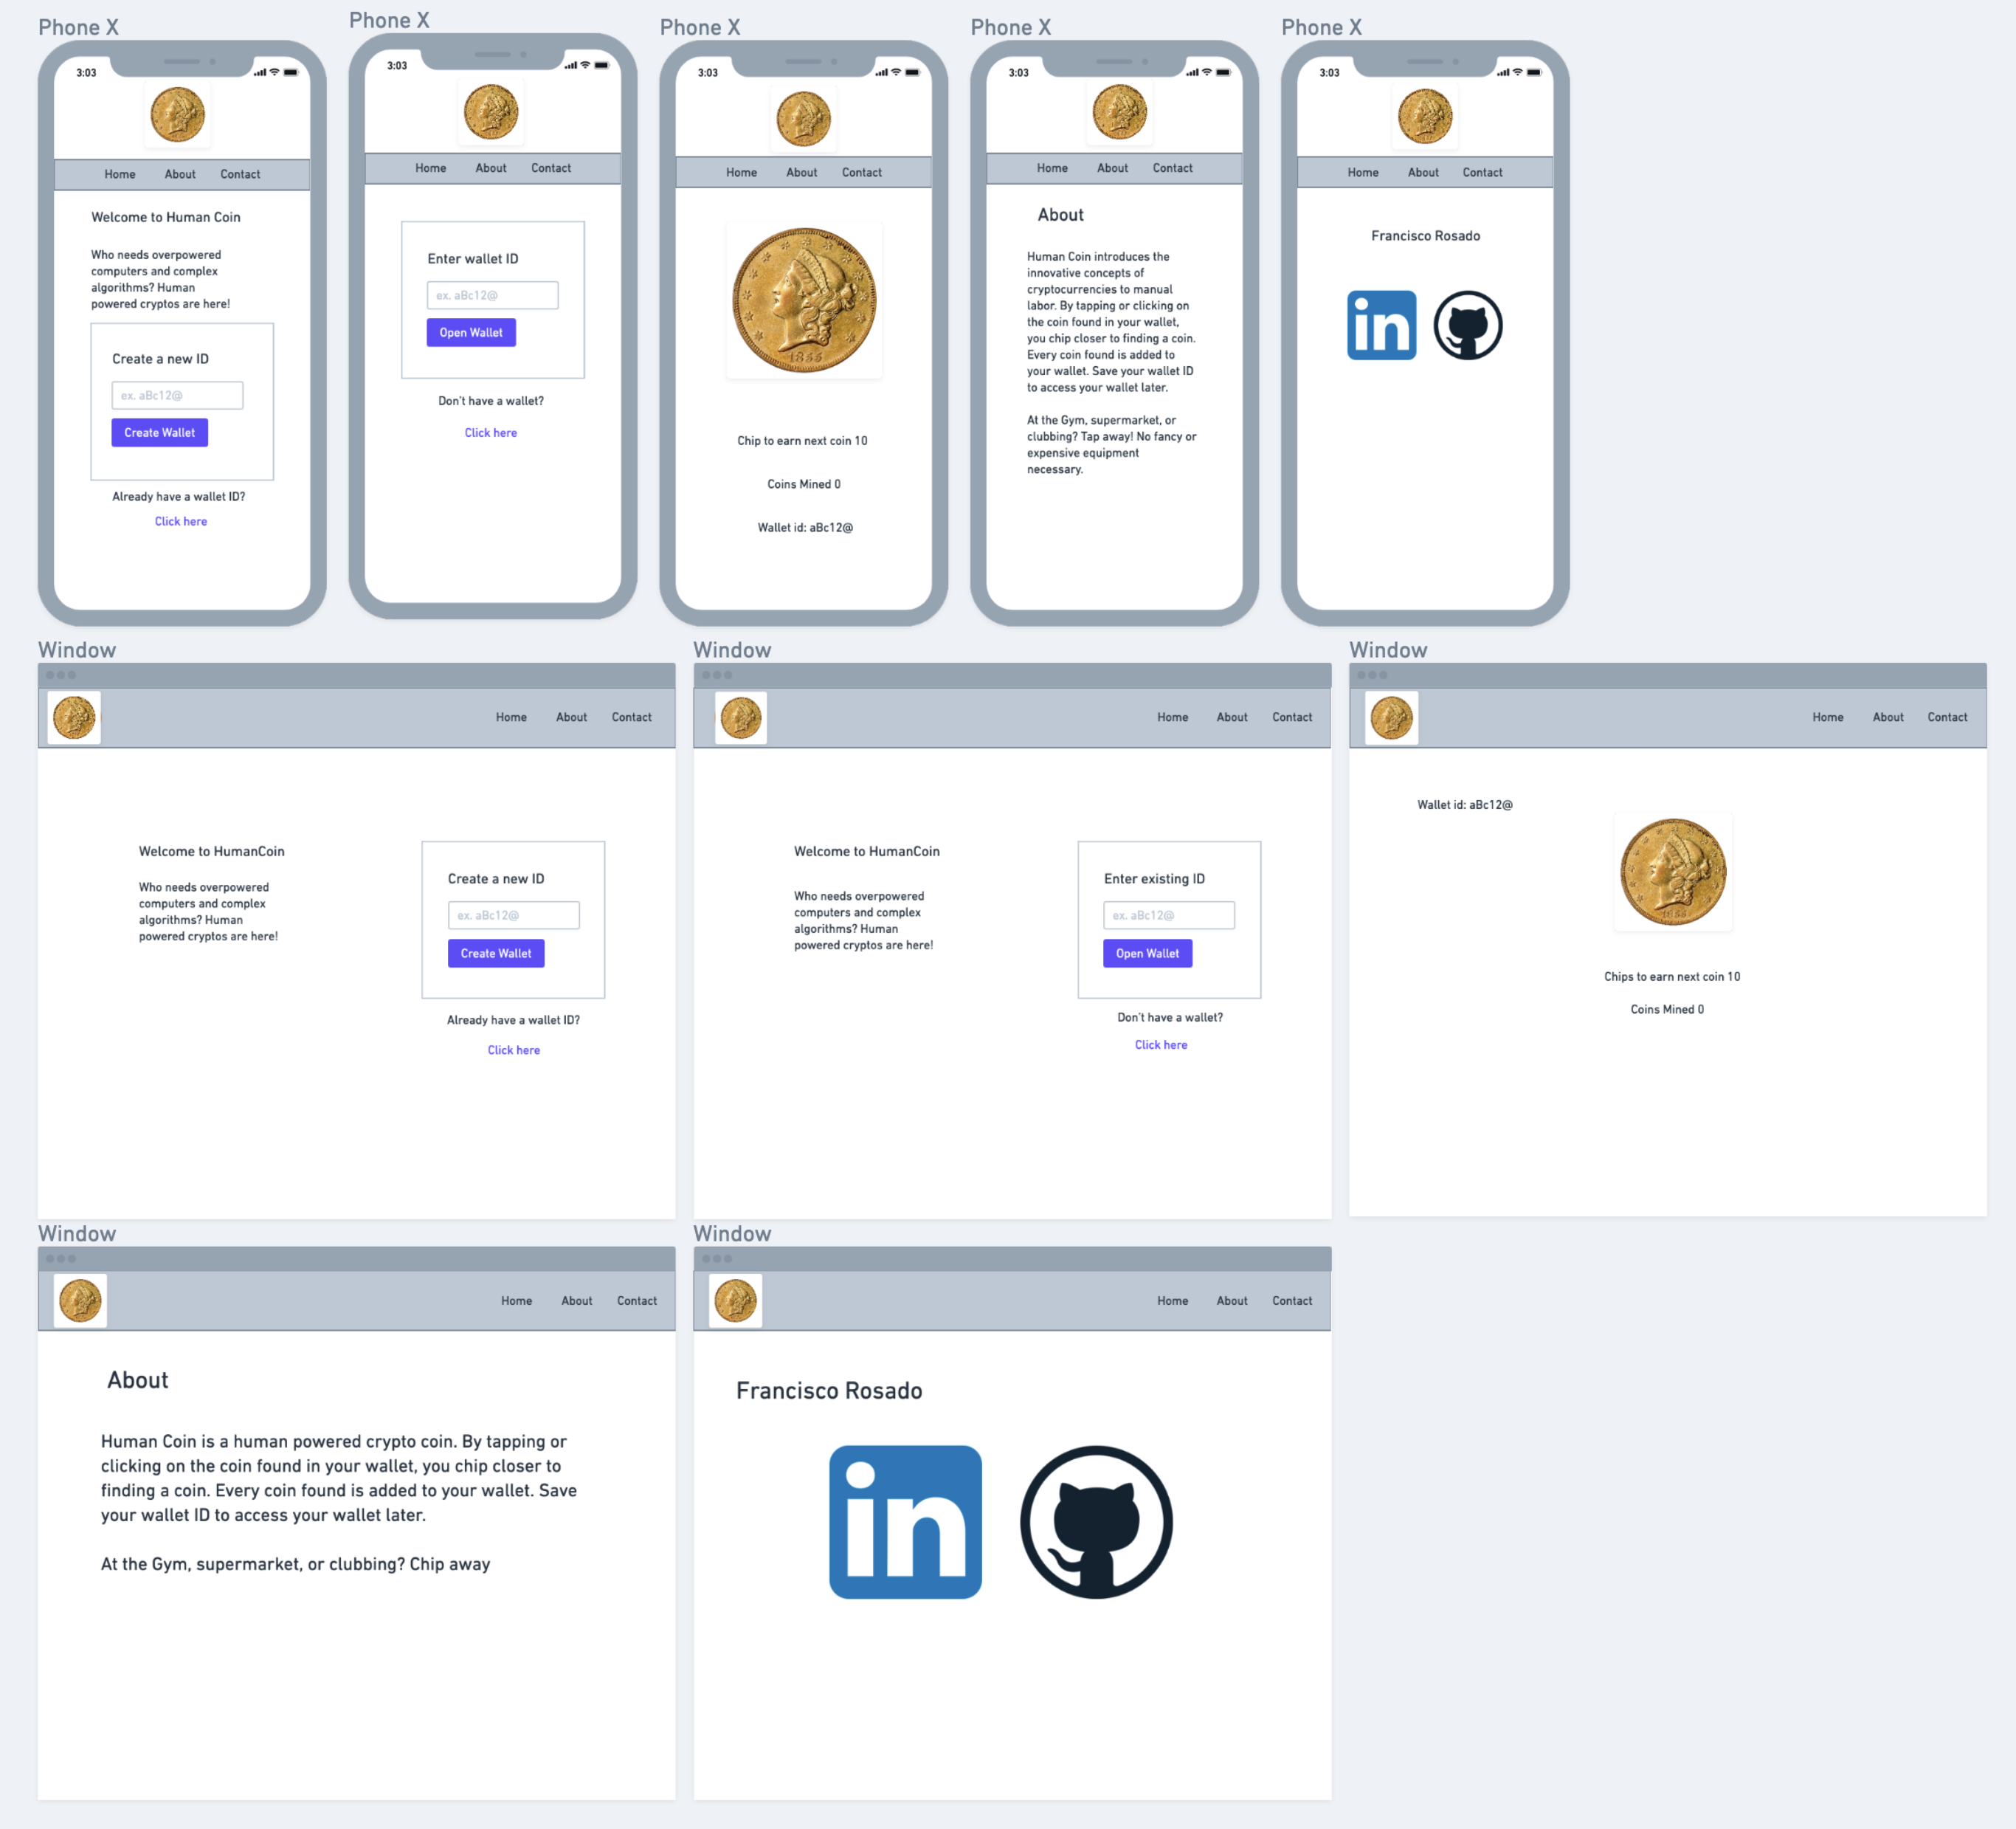 Phone X
3:03
Home About Contact
Welcome to Human Coin
Who needs overpowered
computers and complex
algorithms? Human
powered cryptos are here!
Create a new ID
ex. aBc12@
Create Wallet
Already have a wallet ID?
Click here
Phone X
3:03
Home About Contact
Enter wallet ID
ex. aBc12@
Open Wallet
Don't have a wallet?
Click here
Phone X
3:03
Home About Contact
1855
Chip to earn next coin 10
Coins Mined 0
Wallet id: aBc12@
Phone X
3:03
Home About Contact
About
Human Coin introduces the
innovative concepts of
cryptocurrencies to manual
labor. By tapping or clicking on
the coin found in your wallet,
you chip closer to finding a coin.
Every coin found is added to
your wallet. Save your wallet ID
to access your wallet later.
At the Gym, supermarket, or
clubbing? Tap away! No fancy or
expensive equipment
necessary.
Phone X
3:03
Home About Contact
Francisco Rosado
in
Window
Home About Contact
Welcome to HumanCoin
Who needs overpowered
computers and complex
algorithms? Human
powered cryptos are here!
Create a new ID
ex. aBc12@
Create Wallet
Already have a wallet ID?
Click here
Window
Home About Contact
Welcome to HumanCoin
Who needs overpowered
computers and complex
algorithms? Human
powered cryptos are here!
Enter existing ID
ex. aBc12@
Open Wallet
Don't have a wallet?
Click here
Window
Home About Contact
Wallet id: aBc12@
1855
Chips to earn next coin 10
Coins Mined 0
Window
Home About Contact
About
Human Coin is a human powered crypto coin. By tapping or
clicking on the coin found in your wallet, you chip closer to
finding a coin. Every coin found is added to your wallet. Save
your wallet ID to access your wallet later.
At the Gym, supermarket, or clubbing? Chip away
Window
Home About Contact
Francisco Rosado
in